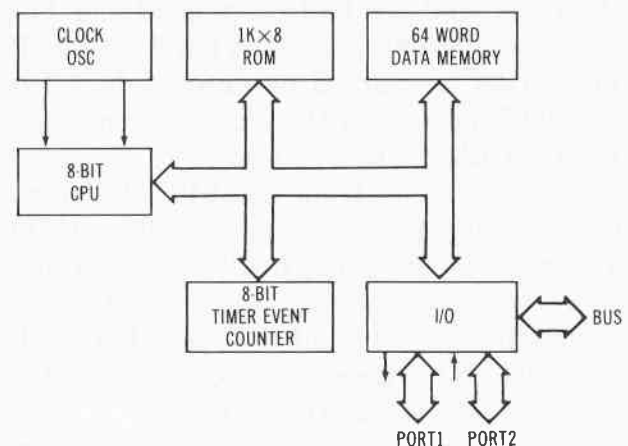 CLOCK
OSC
1K×8
ROM
64 WORD
DATA MEMORY
8-BIT
CPU
8-BIT
TIMER EVENT
COUNTER
I/O
BUS
PORT1
PORT2